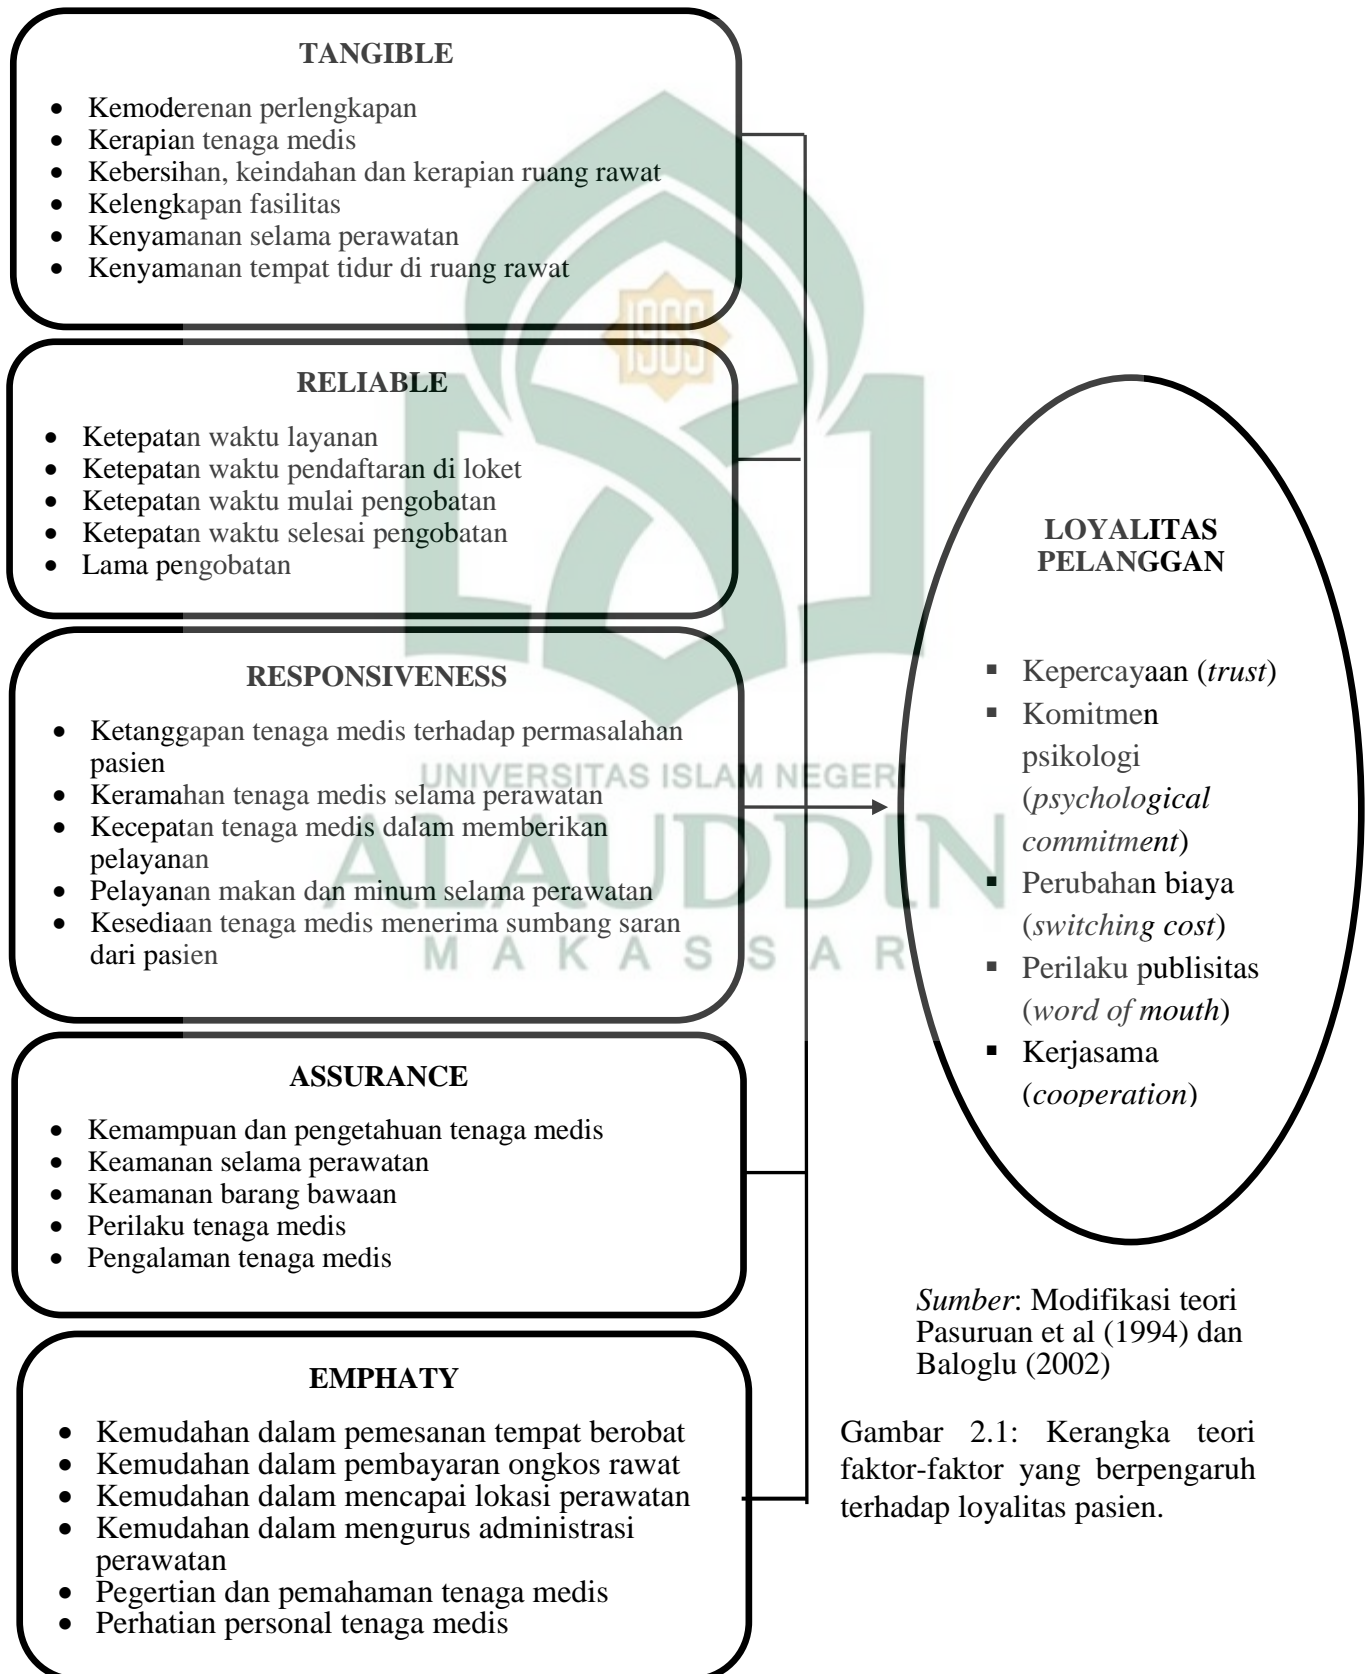 TANGIBLE
• Kemoderenan perlengkapan
• Kerapian tenaga medis
• Kebersihan, keindahan dan kerapian ruang rawat
• Kelengkapan fasilitas
• Kenyamanan selama perawatan
• Kenyamanan tempat tidur di ruang rawat
RELIABLE
• Ketepatan waktu layanan
• Ketepatan waktu pendaftaran di loket
• Ketepatan waktu mulai pengobatan
• Ketepatan waktu selesai pengobatan
• Lama pengobatan
RESPONSIVENESS
• Ketanggapan tenaga medis terhadap permasalahan
pasien
• Keramahan tenaga medis selama perawatan
• Kecepatan tenaga medis dalam memberikan
pelayanan
• Pelayanan makan dan minum selama perawatan
• Kesediaan tenaga medis menerima sumbang saran
dari pasien
ASSURANCE
• Kemampuan dan pengetahuan tenaga medis
• Keamanan selama perawatan
• Keamanan barang bawaan
• Perilaku tenaga medis
• Pengalaman tenaga medis
EMPHATY
• Kemudahan dalam pemesanan tempat berobat
• Kemudahan dalam pembayaran ongkos rawat
• Kemudahan dalam mencapai lokasi perawatan
• Kemudahan dalam mengurus administrasi
perawatan
• Pegertian dan pemahaman tenaga medis
• Perhatian personal tenaga medis
LOYALITAS
PELANGGAN
▪ Kepercayaan (trust)
▪ Komitmen
psikologi
(psychological
commitment)
▪ Perubahan biaya
(switching cost)
▪ Perilaku publisitas
(word of mouth)
▪ Kerjasama
(cooperation)
Sumber: Modifikasi teori
Pasuruan et al (1994) dan
Baloglu (2002)
Gambar 2.1: Kerangka teori
faktor-faktor yang berpengaruh
terhadap loyalitas pasien.
1965
UNIVERSITAS ISLAM NEGERI
ALAUDDIN
MAKASSAR